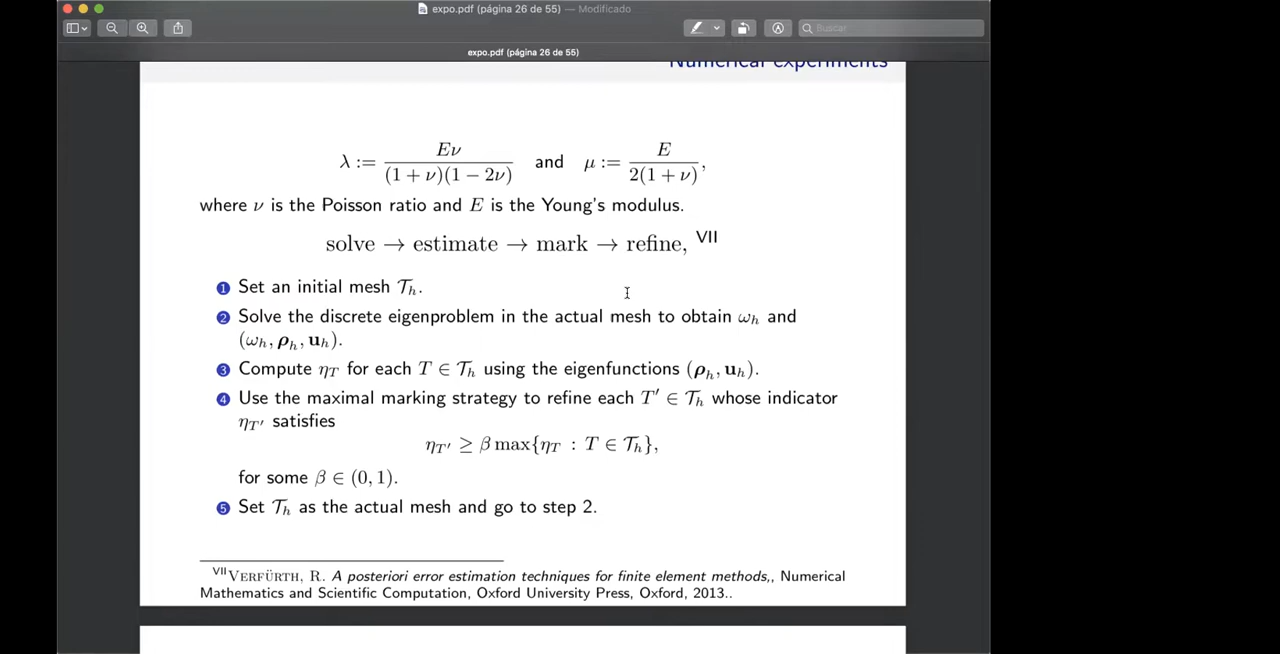 expo.pdf (página 26 de 55) — Modificado
Buscar
expo.pdf (página 26 de 55)
Numerical experiments
λ := Eν / ((1 + ν)(1 − 2ν)) and μ := E / (2(1 + ν)),
where ν is the Poisson ratio and E is the Young's modulus.
solve → estimate → mark → refine, VII
1 Set an initial mesh 𝒯h.
2 Solve the discrete eigenproblem in the actual mesh to obtain ωh and
(ωh, ρh, uh).
3 Compute ηT for each T ∈ 𝒯h using the eigenfunctions (ρh, uh).
4 Use the maximal marking strategy to refine each T′ ∈ 𝒯h whose indicator
ηT′ satisfies
ηT′ ≥ β max{ηT : T ∈ 𝒯h},
for some β ∈ (0, 1).
5 Set 𝒯h as the actual mesh and go to step 2.
VII VERFÜRTH, R. A posteriori error estimation techniques for finite element methods,, Numerical
Mathematics and Scientific Computation, Oxford University Press, Oxford, 2013..